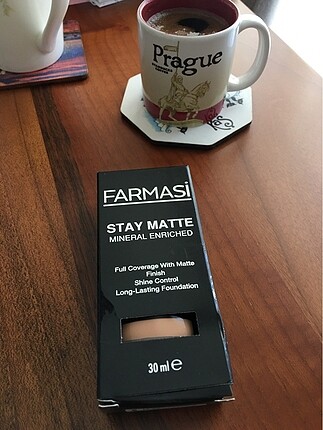 Prague
FARMASİ
STAY MATTE
MINERAL ENRICHED
Full Coverage With Matte
Finish
Shine Control
Long-Lasting Foundation
30 ml e